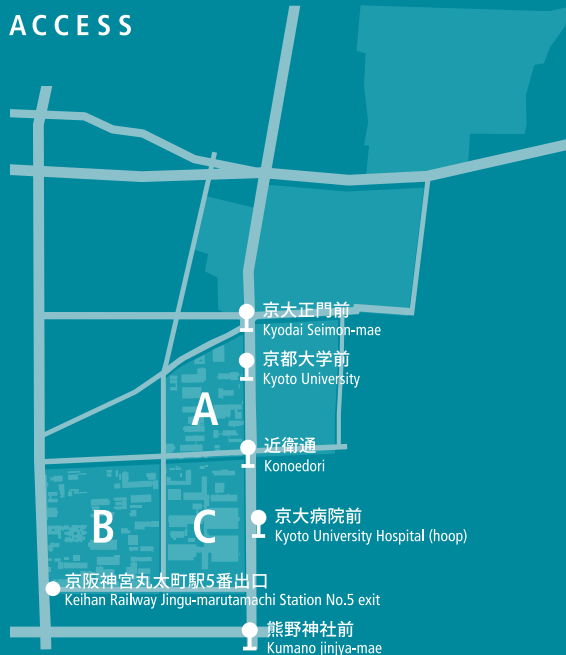 ACCESS
京大正門前
Kyodai Seimon-mae
京都大学前
Kyoto University
A
近衛通
Konoedori
B
C
京大病院前
Kyoto University Hospital (hoop)
京阪神宮丸太町駅5番出口
Keihan Railway Jingu-marutamachi Station No.5 exit
熊野神社前
Kumano jinjya-mae